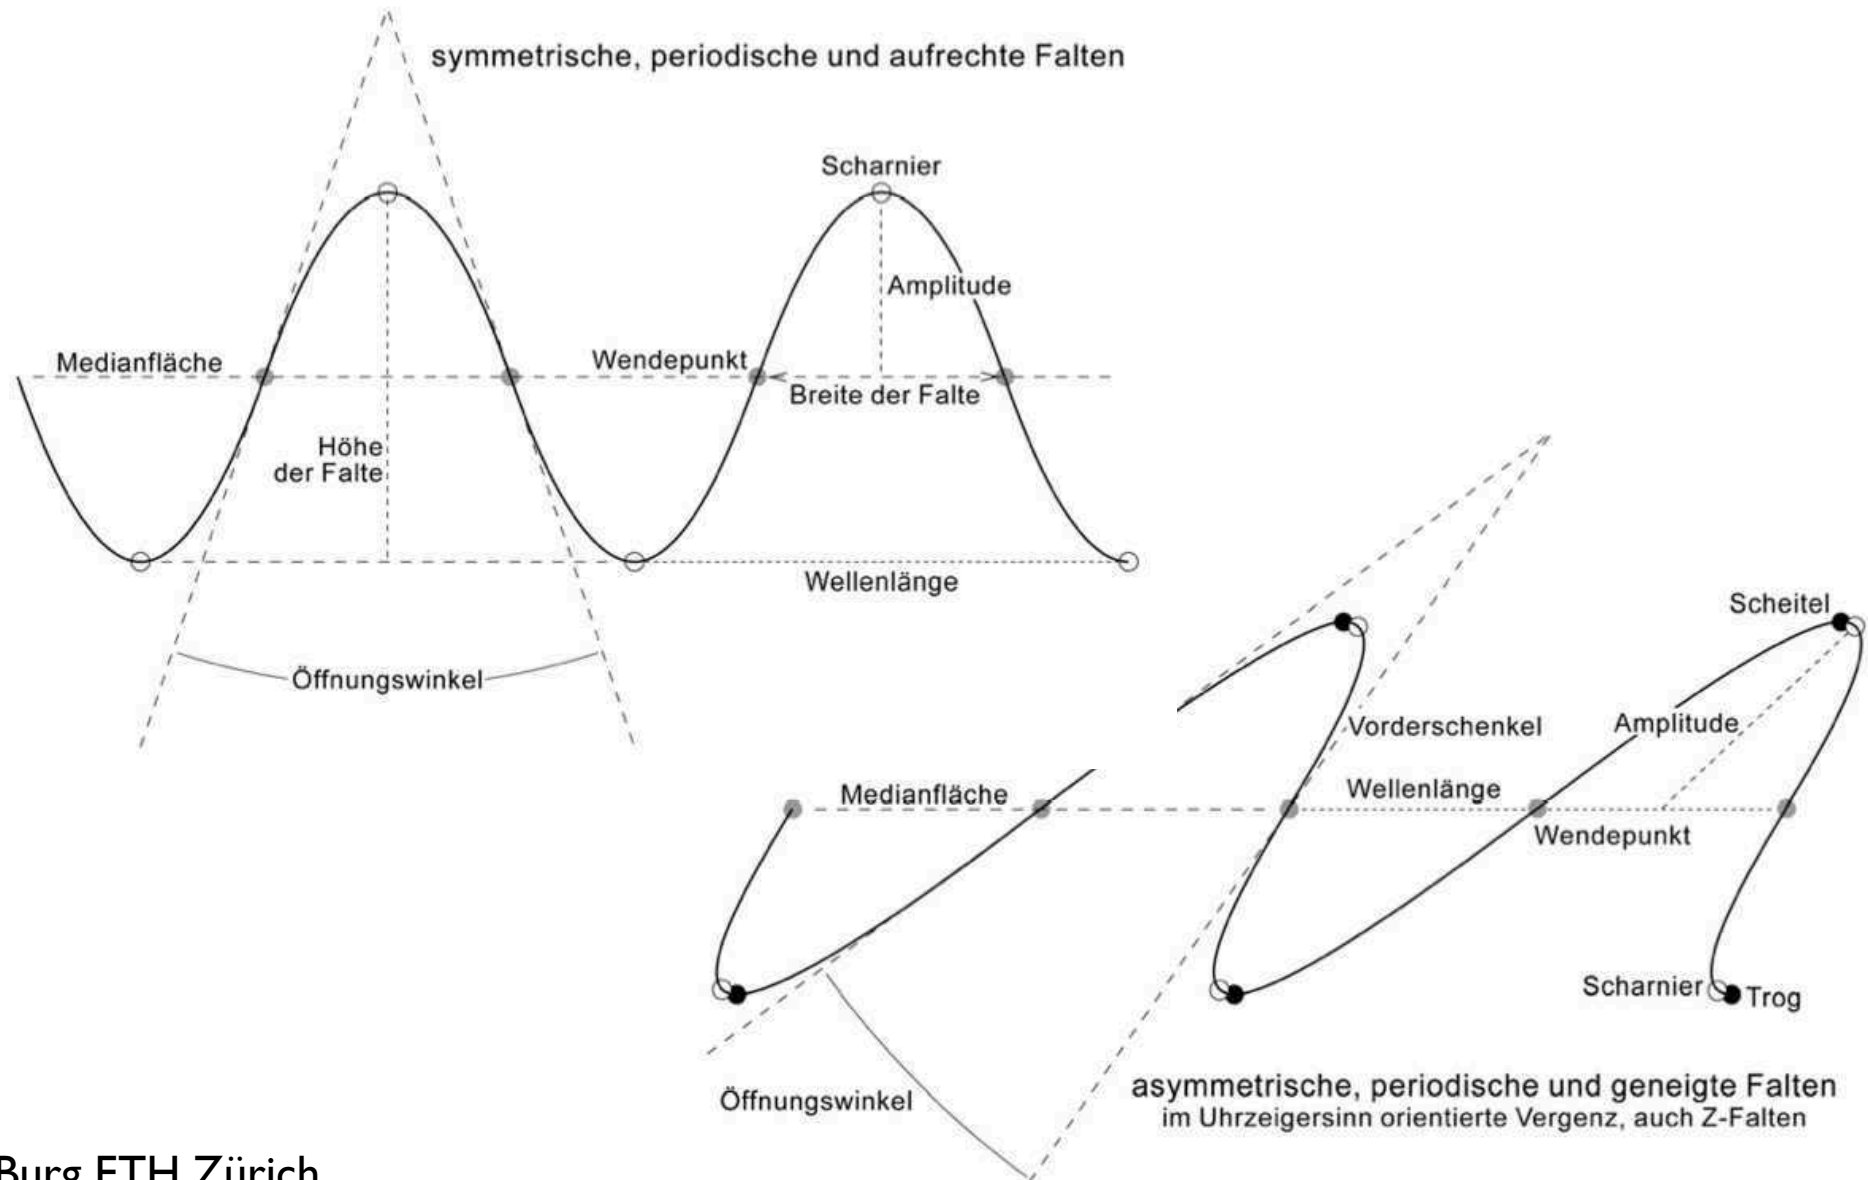 symmetrische, periodische und aufrechte Falten
Scharnier
Amplitude
Medianfläche
Wendepunkt
Breite der Falte
Höhe
der Falte
Wellenlänge
Öffnungswinkel
Scheitel
Vorderschenkel
Amplitude
Medianfläche
Wellenlänge
Wendepunkt
Scharnier
Trog
Öffnungswinkel
asymmetrische, periodische und geneigte Falten
im Uhrzeigersinn orientierte Vergenz, auch Z-Falten
Burg ETH Zürich